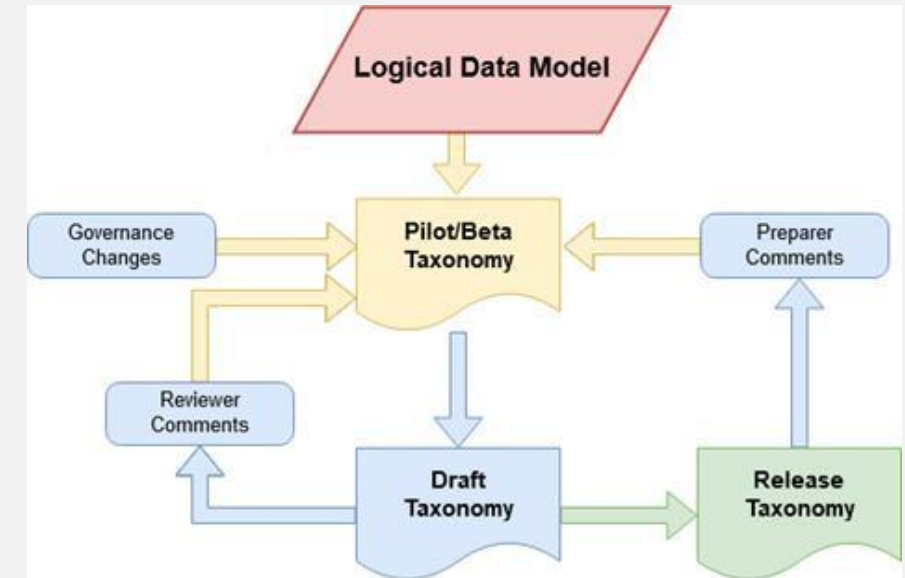 Logical Data Model
Governance
Changes
Pilot/Beta
Taxonomy
Preparer
Comments
Reviewer
Comments
Draft
Taxonomy
Release
Taxonomy